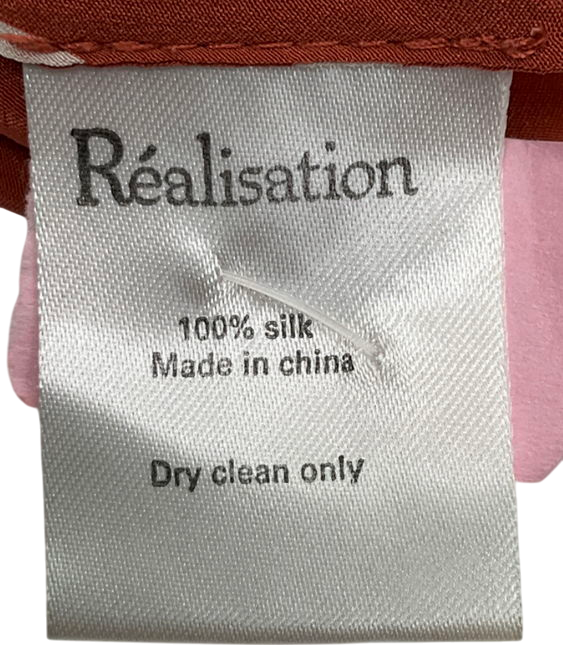 Réalisation
100% silk
Made in china
Dry clean only